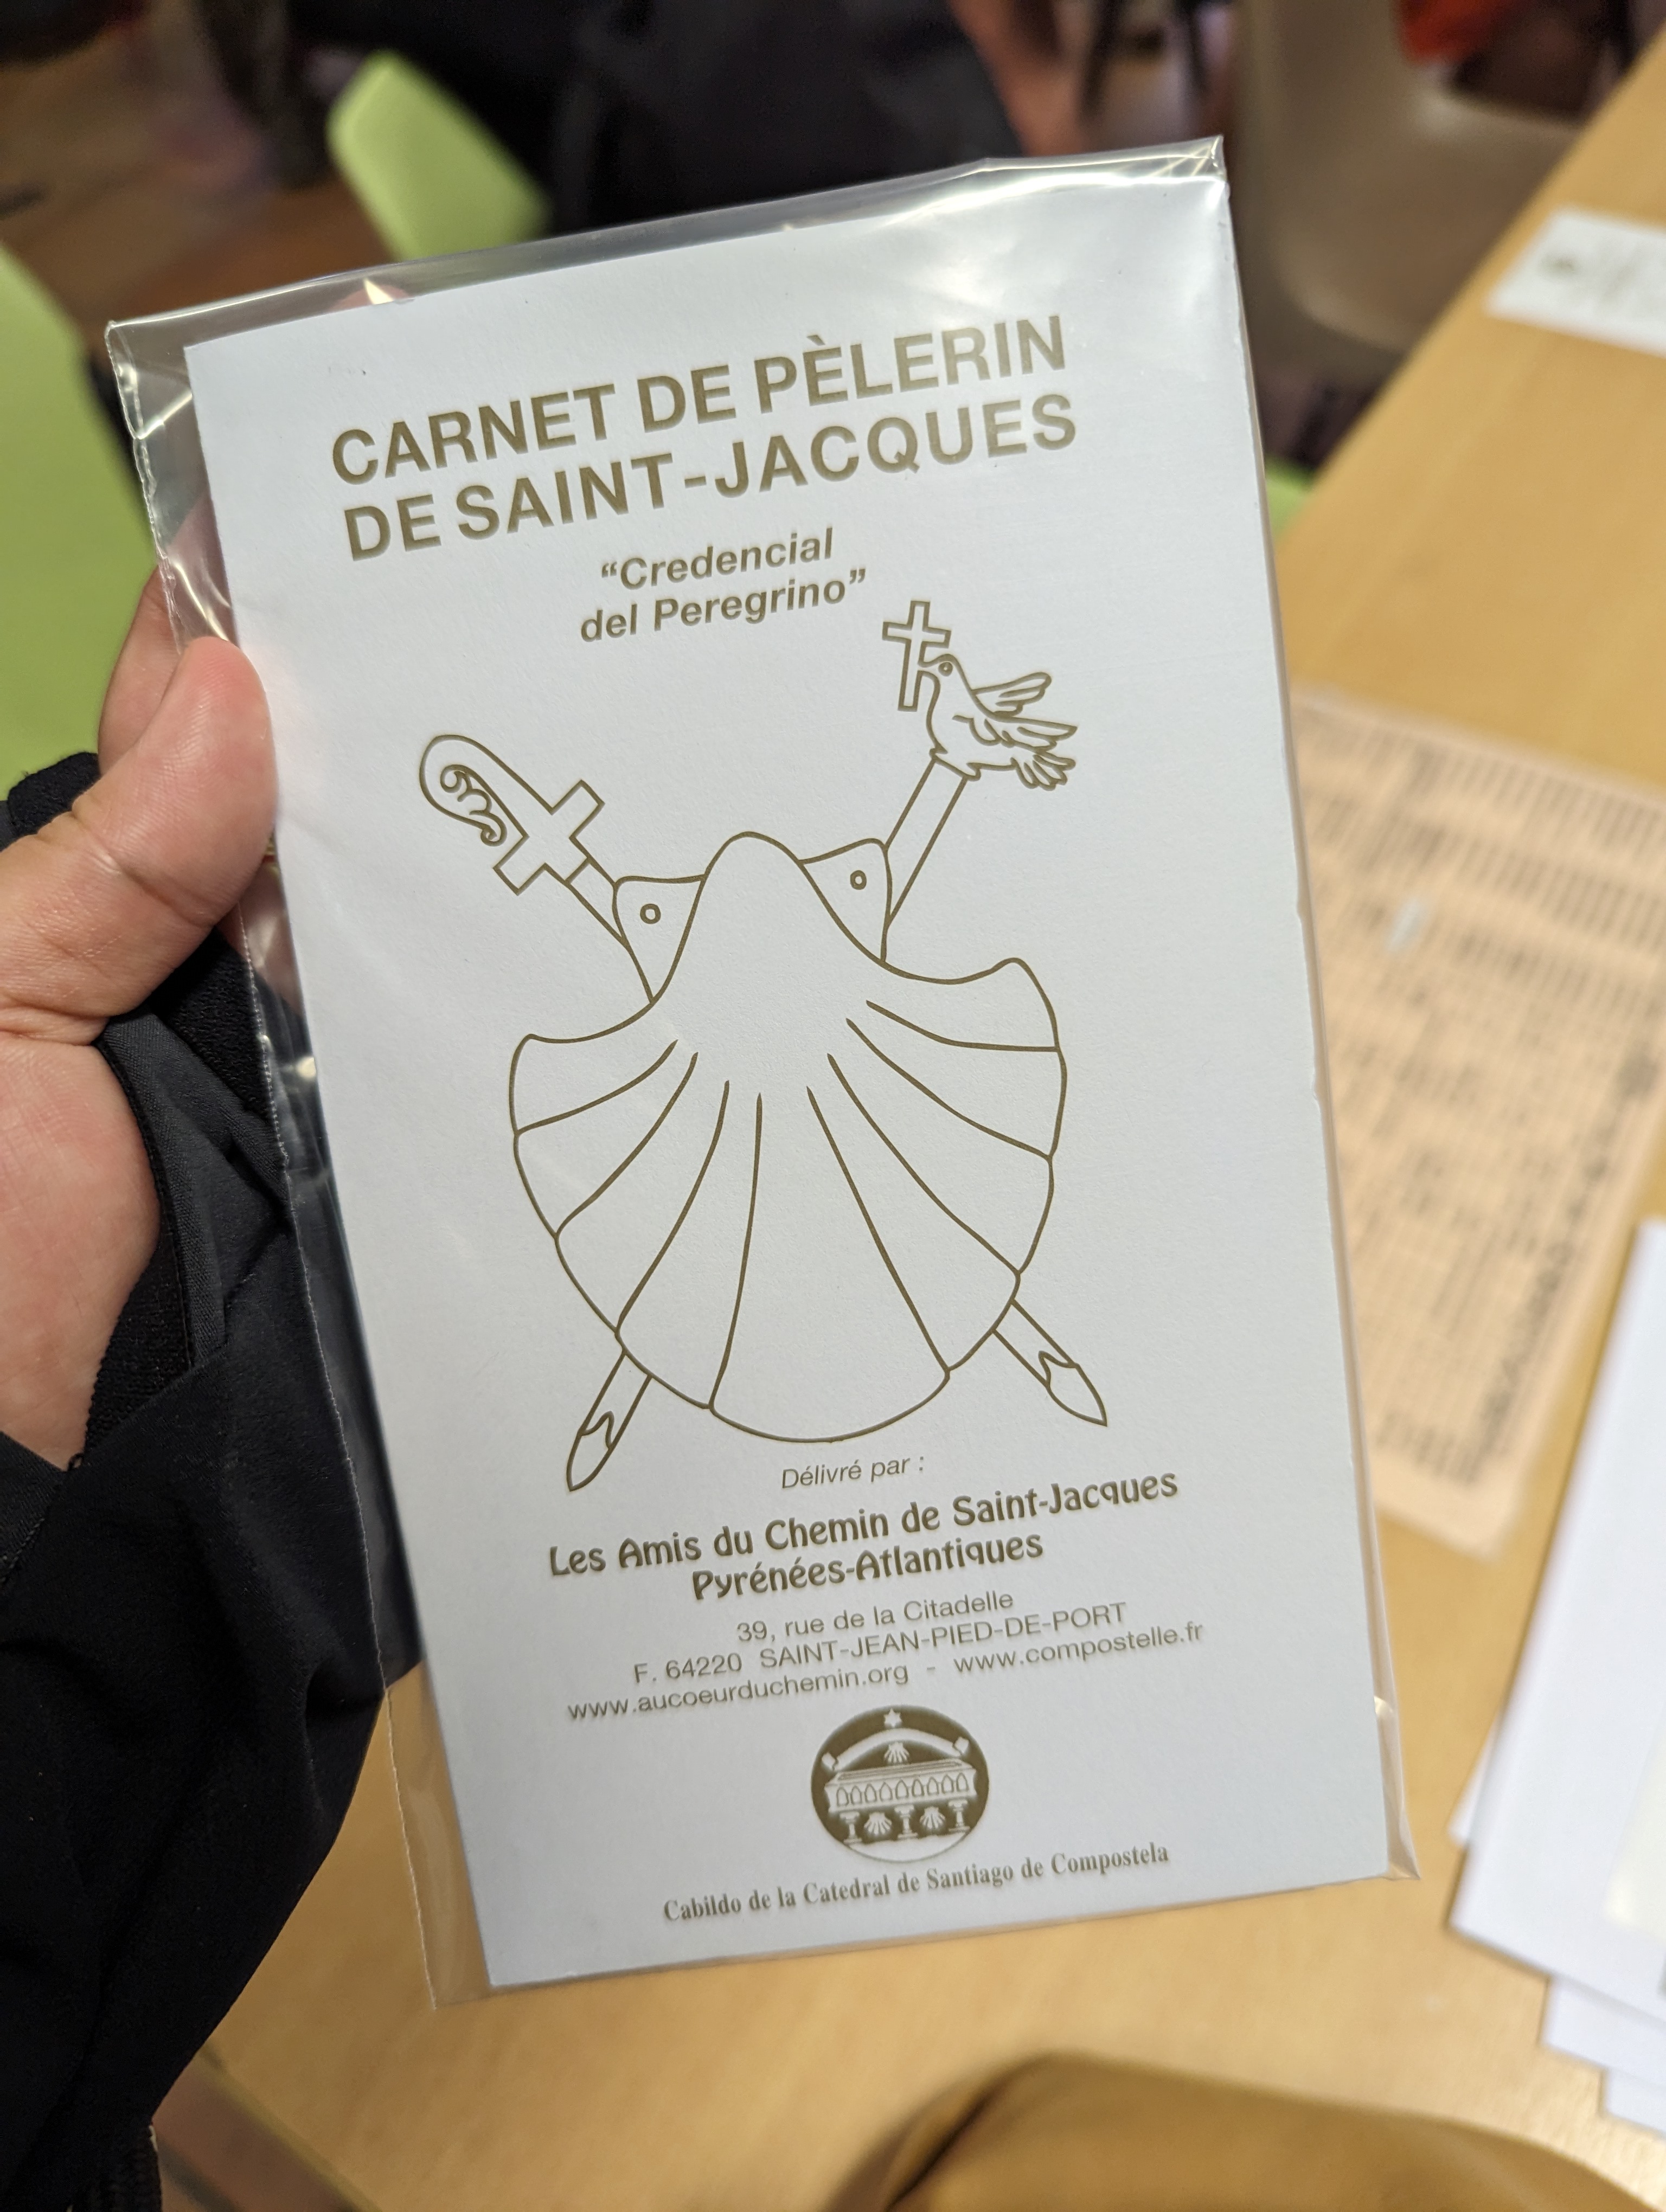 CARNET DE PÈLERIN
DE SAINT-JACQUES
“Credencial
del Peregrino”
Délivré par :
Les Amis du Chemin de Saint-Jacques
Pyrénées-Atlantiques
39, rue de la Citadelle
F. 64220 SAINT-JEAN-PIED-DE-PORT
www.aucoeurduchemin.org - www.compostelle.fr
Cabildo de la Catedral de Santiago de Compostela